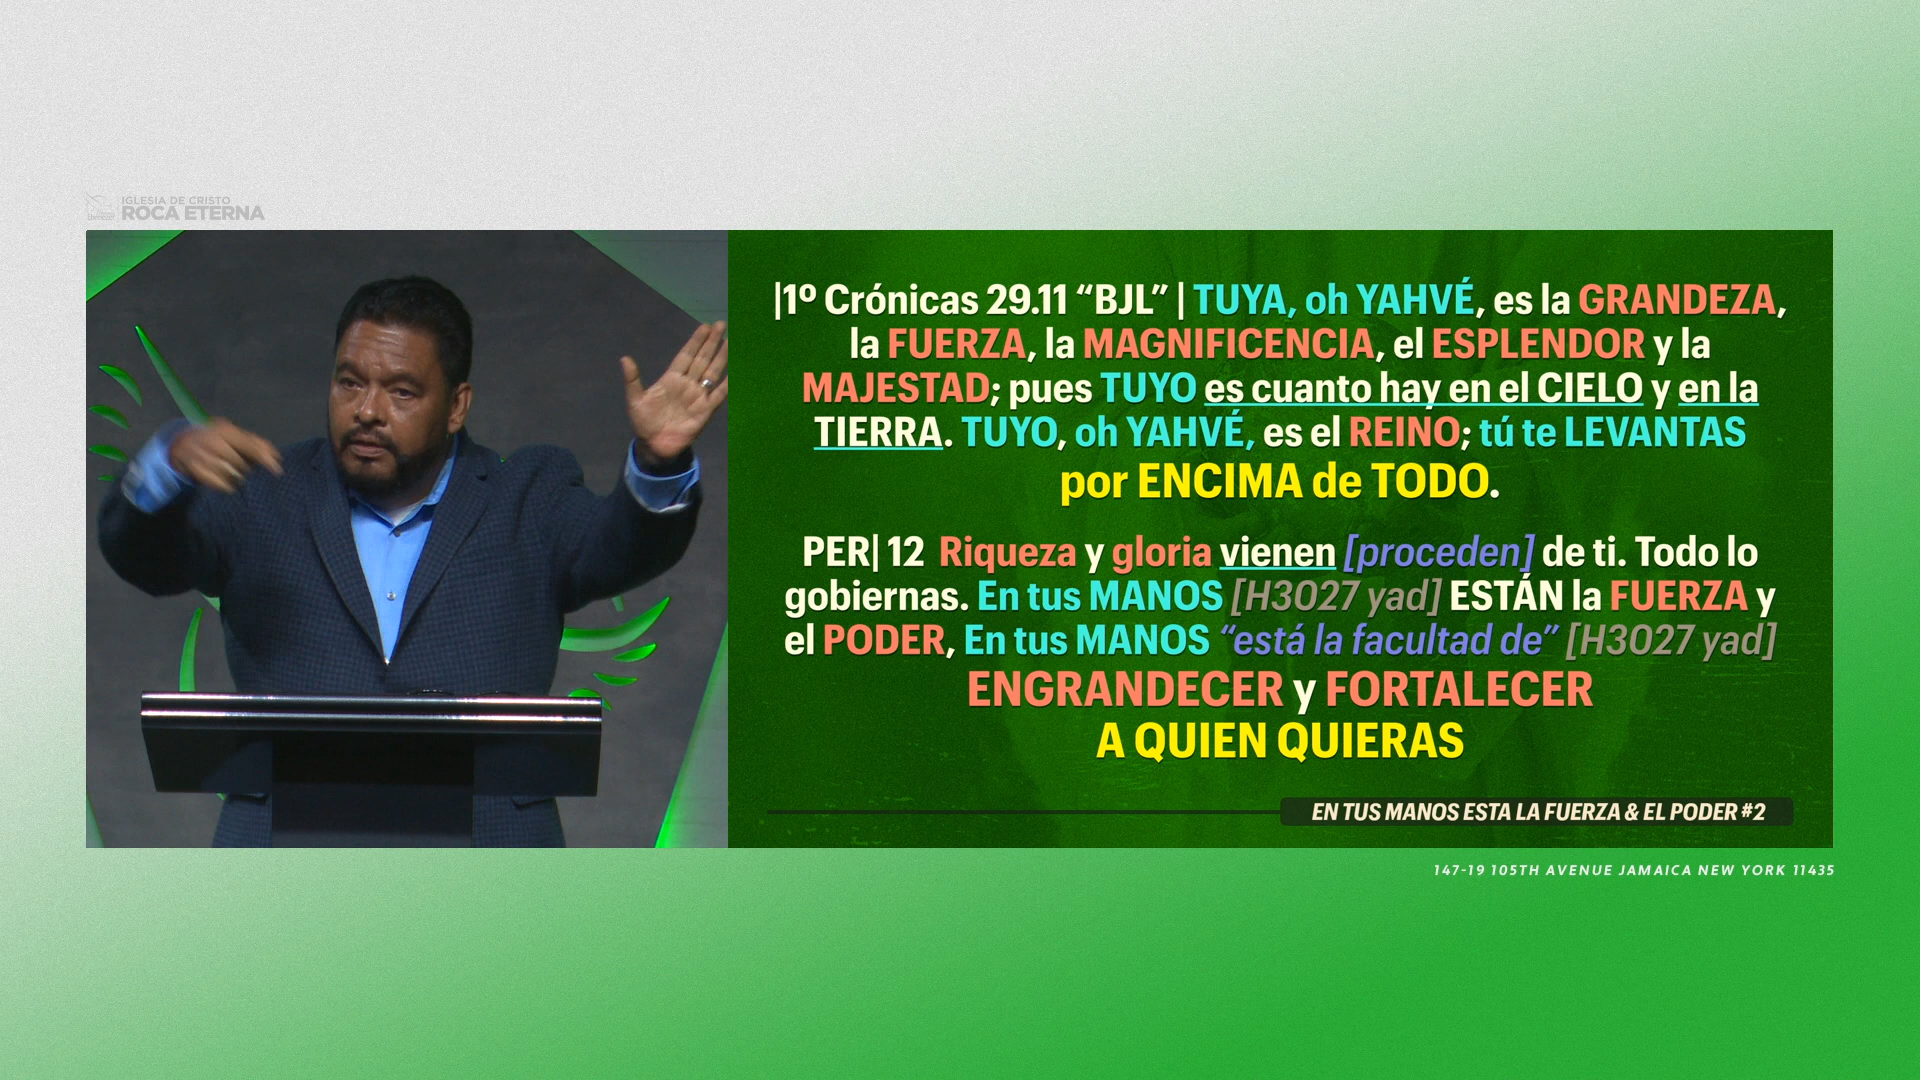 IGLESIA DE CRISTO
ROCA ETERNA
|1º Crónicas 29.11 “BJL” | TUYA, oh YAHVÉ, es la GRANDEZA,
la FUERZA, la MAGNIFICENCIA, el ESPLENDOR y la
MAJESTAD; pues TUYO es cuanto hay en el CIELO y en la
TIERRA. TUYO, oh YAHVÉ, es el REINO; tú te LEVANTAS
por ENCIMA de TODO.
PER| 12 Riqueza y gloria vienen [proceden] de ti. Todo lo
gobiernas. En tus MANOS [H3027 yad] ESTÁN la FUERZA y
el PODER, En tus MANOS “está la facultad de” [H3027 yad]
ENGRANDECER y FORTALECER
A QUIEN QUIERAS
EN TUS MANOS ESTA LA FUERZA & EL PODER #2
147-19 105TH AVENUE JAMAICA NEW YORK 11435